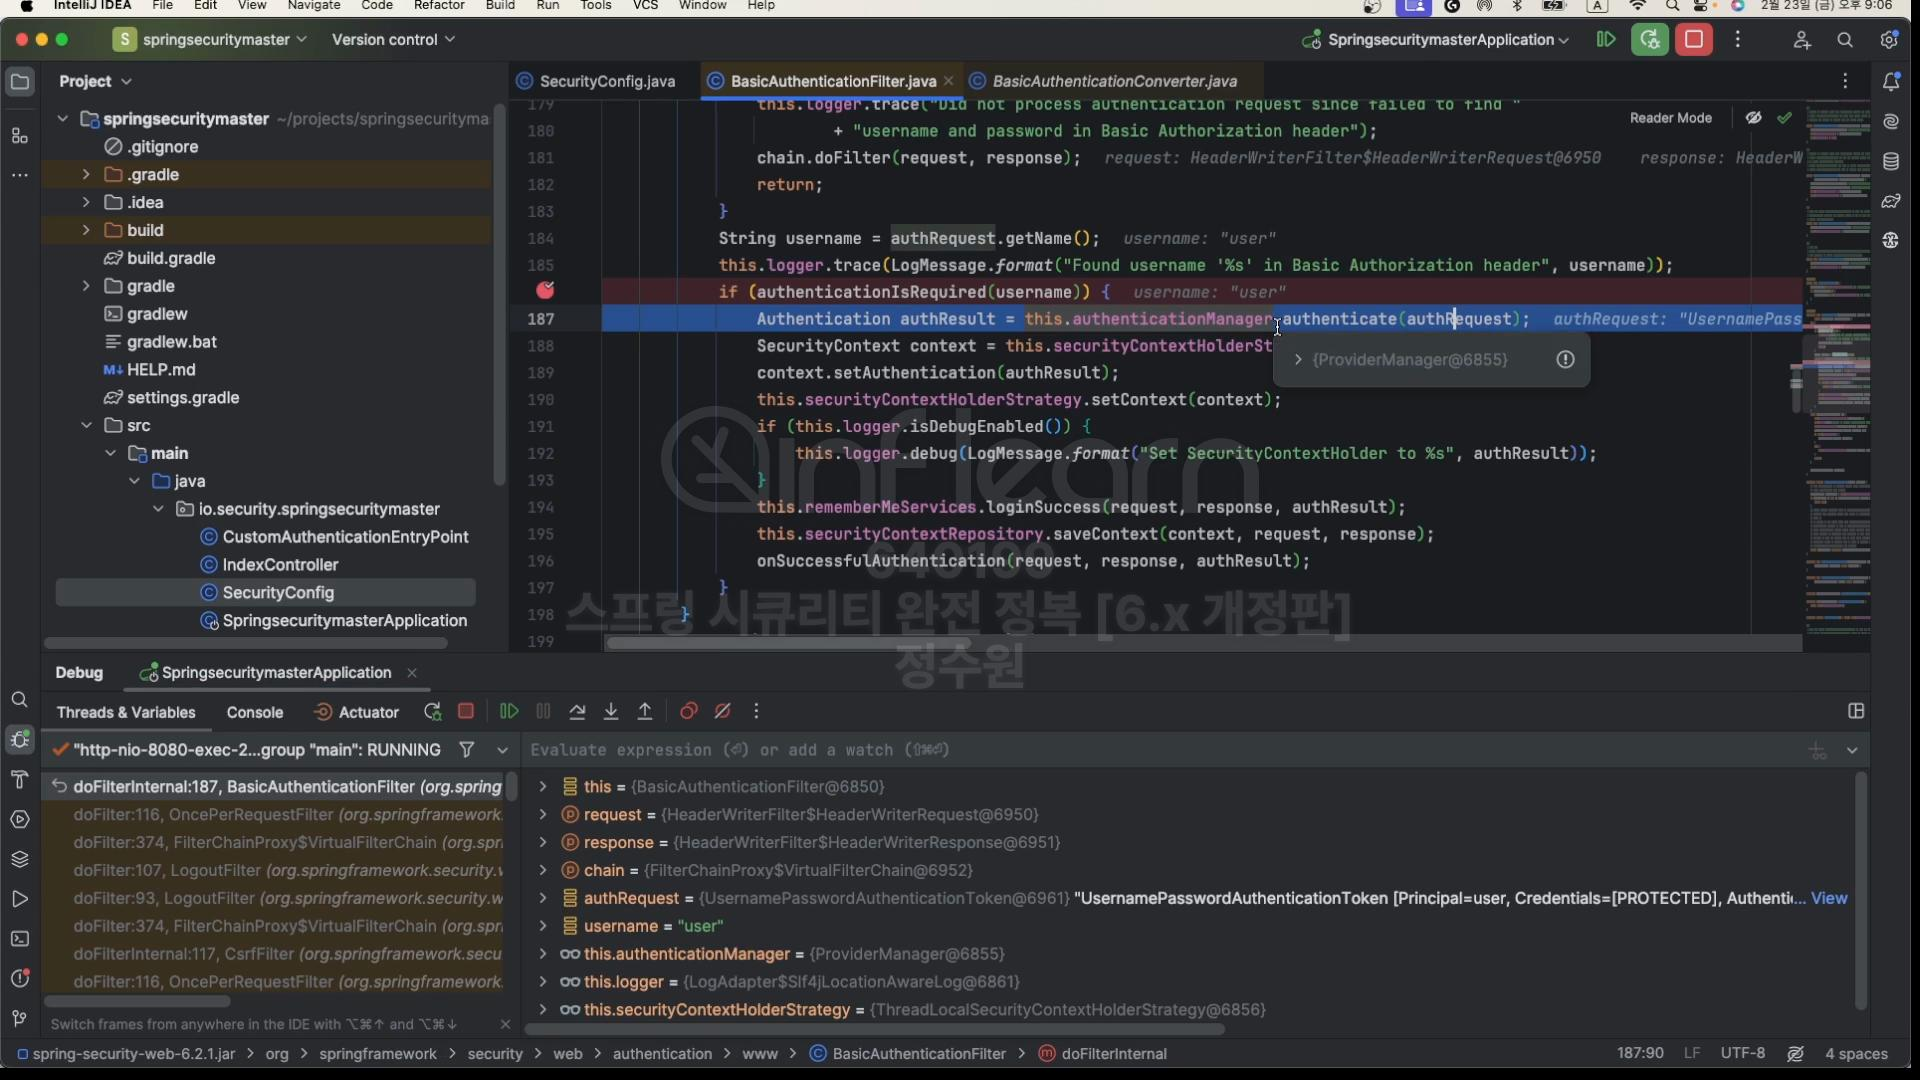 IntelliJ IDEA File Edit View Navigate Code Refactor Build Run Tools VCS Window Help A 2월 23일 (금) 오후 9:06
S springsecuritymaster Version control SpringsecuritymasterApplication
Project SecurityConfig.java BasicAuthenticationFilter.java BasicAuthenticationConverter.java
springsecuritymaster ~/projects/springsecurityma
.gitignore
.gradle
.idea
build
build.gradle
gradle
gradlew
gradlew.bat
M↓ HELP.md
settings.gradle
src
main
java
io.security.springsecuritymaster
CustomAuthenticationEntryPoint
IndexController
SecurityConfig
SpringsecuritymasterApplication
Reader Mode
179 this.logger.trace("Did not process authentication request since failed to find "
180 + "username and password in Basic Authorization header");
181 chain.doFilter(request, response); request: HeaderWriterFilter$HeaderWriterRequest@6950 response: HeaderW
182 return;
183 }
184 String username = authRequest.getName(); username: "user"
185 this.logger.trace(LogMessage.format("Found username '%s' in Basic Authorization header", username));
if (authenticationIsRequired(username)) { username: "user"
187 Authentication authResult = this.authenticationManager.authenticate(authRequest); authRequest: "UsernamePass
188 SecurityContext context = this.securityContextHolderSt
{ProviderManager@6855}
189 context.setAuthentication(authResult);
190 this.securityContextHolderStrategy.setContext(context);
191 if (this.logger.isDebugEnabled()) {
192 this.logger.debug(LogMessage.format("Set SecurityContextHolder to %s", authResult));
193 }
194 this.rememberMeServices.loginSuccess(request, response, authResult);
195 this.securityContextRepository.saveContext(context, request, response);
196 onSuccessfulAuthentication(request, response, authResult);
197 }
198 }
199
inflearn
640199
스프링 시큐리티 완전 정복 [6.x 개정판]
정수원
Debug SpringsecuritymasterApplication
Threads & Variables Console Actuator
"http-nio-8080-exec-2...group "main": RUNNING
doFilterInternal:187, BasicAuthenticationFilter (org.spring
doFilter:116, OncePerRequestFilter (org.springframework.
doFilter:374, FilterChainProxy$VirtualFilterChain (org.spr
doFilter:107, LogoutFilter (org.springframework.security.v
doFilter:93, LogoutFilter (org.springframework.security.w
doFilter:374, FilterChainProxy$VirtualFilterChain (org.spr
doFilterInternal:117, CsrfFilter (org.springframework.secu
doFilter:116, OncePerRequestFilter (org.springframework.
Switch frames from anywhere in the IDE with ⌥⌘↑ and ⌥⌘↓
Evaluate expression (⏎) or add a watch (⇧⌘⏎)
this = {BasicAuthenticationFilter@6850}
request = {HeaderWriterFilter$HeaderWriterRequest@6950}
response = {HeaderWriterFilter$HeaderWriterResponse@6951}
chain = {FilterChainProxy$VirtualFilterChain@6952}
authRequest = {UsernamePasswordAuthenticationToken@6961} "UsernamePasswordAuthenticationToken [Principal=user, Credentials=[PROTECTED], Authenti... View
username = "user"
this.authenticationManager = {ProviderManager@6855}
this.logger = {LogAdapter$Slf4jLocationAwareLog@6861}
this.securityContextHolderStrategy = {ThreadLocalSecurityContextHolderStrategy@6856}
spring-security-web-6.2.1.jar > org > springframework > security > web > authentication > www > BasicAuthenticationFilter > doFilterInternal 187:90 LF UTF-8 4 spaces